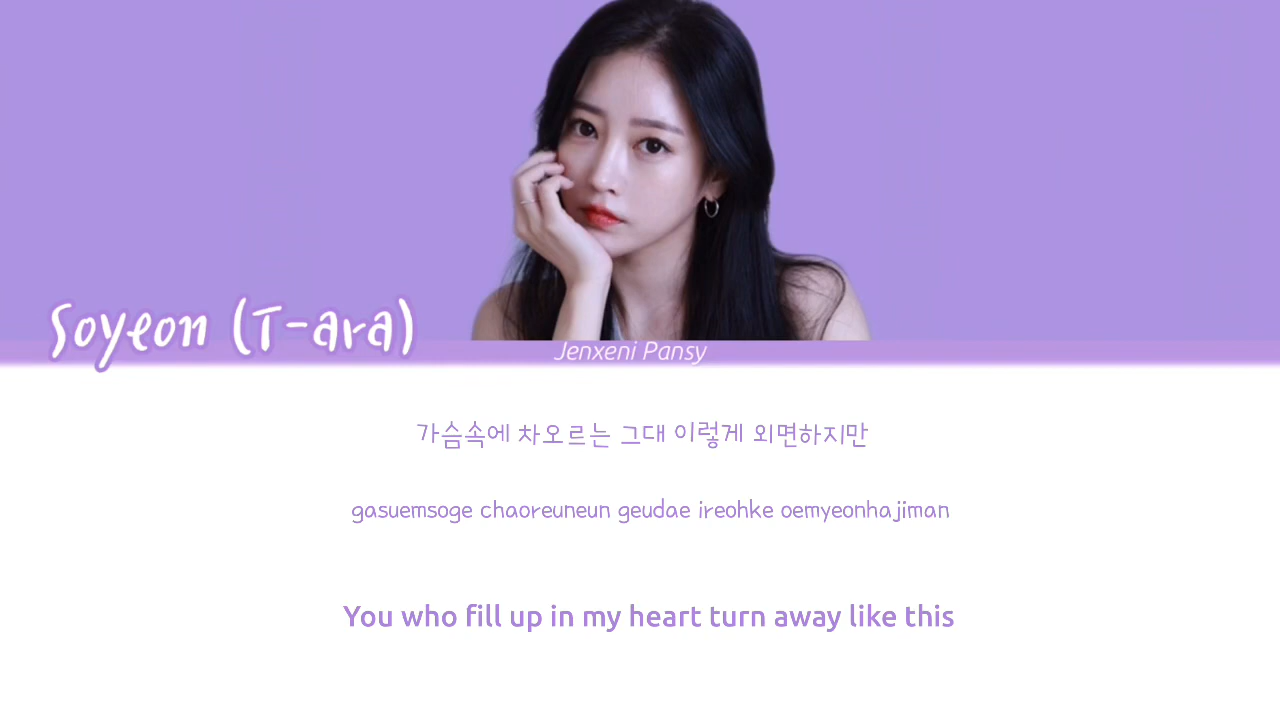 Soyeon (T-ara)
Jenxeni Pansy
가슴속에 차오르는 그대 이렇게 외면하지만
gasuemsoge chaoreuneun geudae ireohke oemyeonhajiman
You who fill up in my heart turn away like this